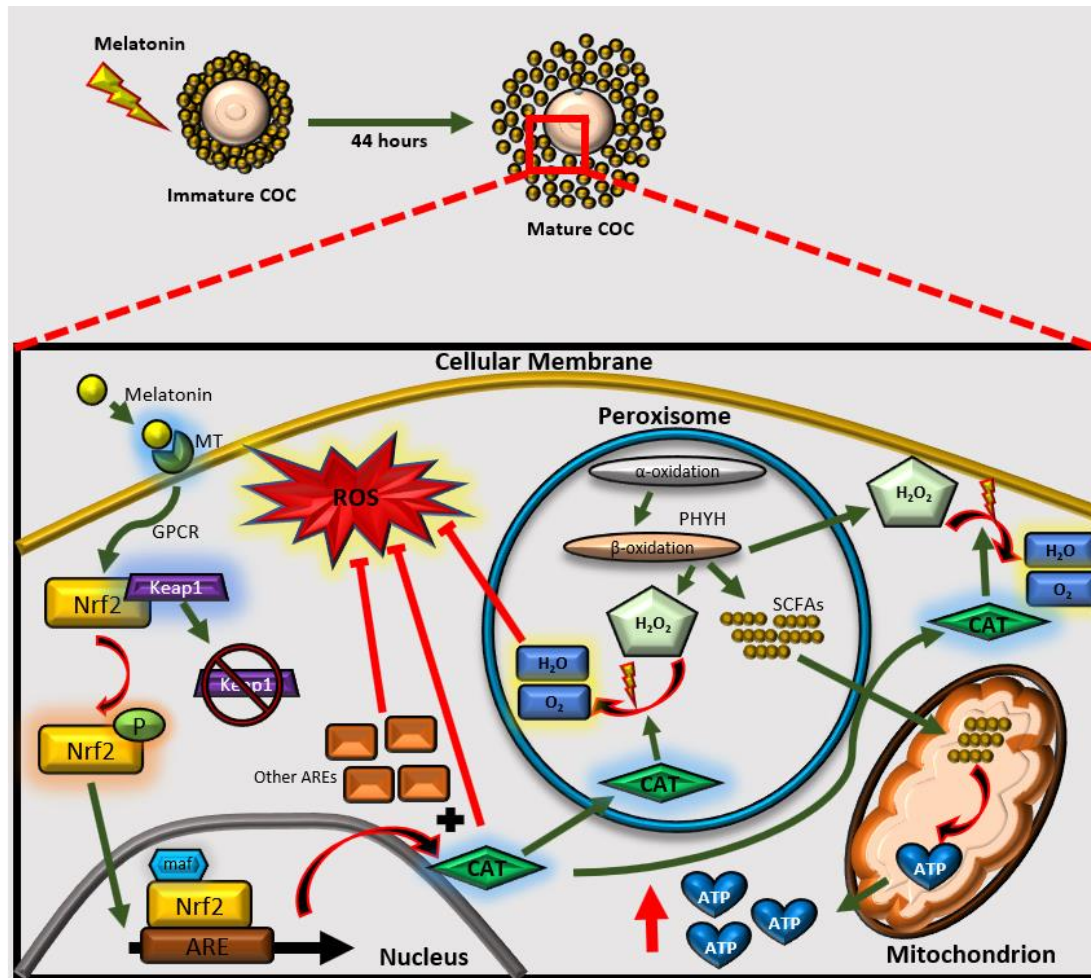 Melatonin
44 hours
Immature COC
Mature COC
Cellular Membrane
Melatonin
MT
GPCR
Nrf2
Keap1
Keap1
Nrf2
P
maf
Nrf2
ARE
Nucleus
ROS
Other AREs
+
CAT
Peroxisome
α-oxidation
PHYH
β-oxidation
H₂O₂
SCFAs
H₂O
O₂
CAT
H₂O₂
H₂O
O₂
CAT
ATP
ATP
ATP
ATP
Mitochondrion